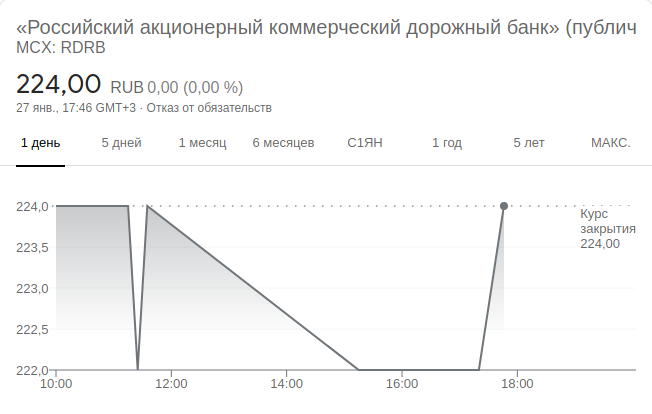 «Российский акционерный коммерческий дорожный банк» (публич
MCX: RDRB
224,00 RUB 0,00 (0,00 %)
27 янв., 17:46 GMT+3 · Отказ от обязательств
1 день 5 дней 1 месяц 6 месяцев С1ЯН 1 год 5 лет МАКС.
224,0
223,5
223,0
222,5
222,0
Курс
закрытия
224,00
10:00 12:00 14:00 16:00 18:00